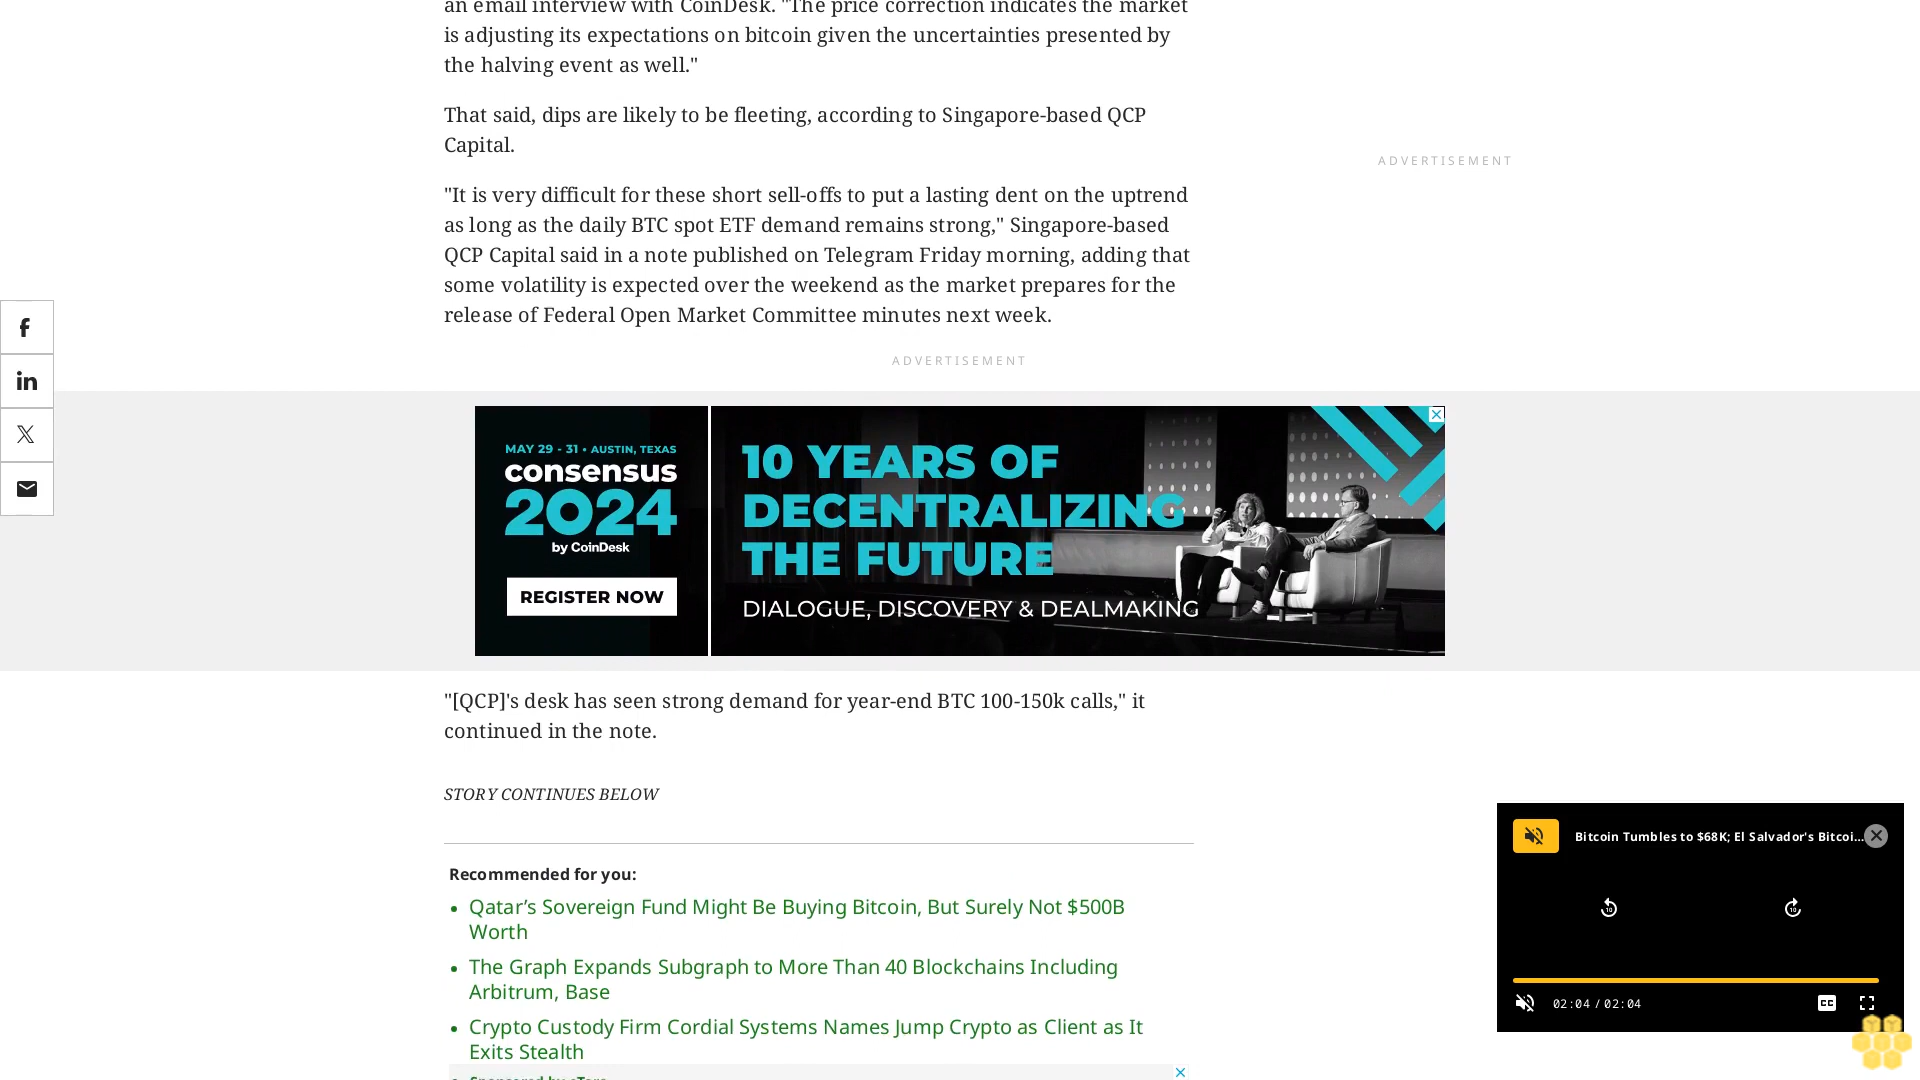 an email interview with CoinDesk. "The price correction indicates the market
is adjusting its expectations on bitcoin given the uncertainties presented by
the halving event as well."
That said, dips are likely to be fleeting, according to Singapore-based QCP
Capital.
ADVERTISEMENT
"It is very difficult for these short sell-offs to put a lasting dent on the uptrend
as long as the daily BTC spot ETF demand remains strong," Singapore-based
QCP Capital said in a note published on Telegram Friday morning, adding that
some volatility is expected over the weekend as the market prepares for the
release of Federal Open Market Committee minutes next week.
ADVERTISEMENT
MAY 29 - 31 • AUSTIN, TEXAS
consensus
2024
by CoinDesk
REGISTER NOW
10 YEARS OF
DECENTRALIZING
THE FUTURE
DIALOGUE, DISCOVERY & DEALMAKING
"[QCP]'s desk has seen strong demand for year-end BTC 100-150k calls," it
continued in the note.
STORY CONTINUES BELOW
Recommended for you:
• Qatar’s Sovereign Fund Might Be Buying Bitcoin, But Surely Not $500B
Worth
• The Graph Expands Subgraph to More Than 40 Blockchains Including
Arbitrum, Base
• Crypto Custody Firm Cordial Systems Names Jump Crypto as Client as It
Exits Stealth
Bitcoin Tumbles to $68K; El Salvador's Bitcoi...
10
10
02:04 / 02:04
CC